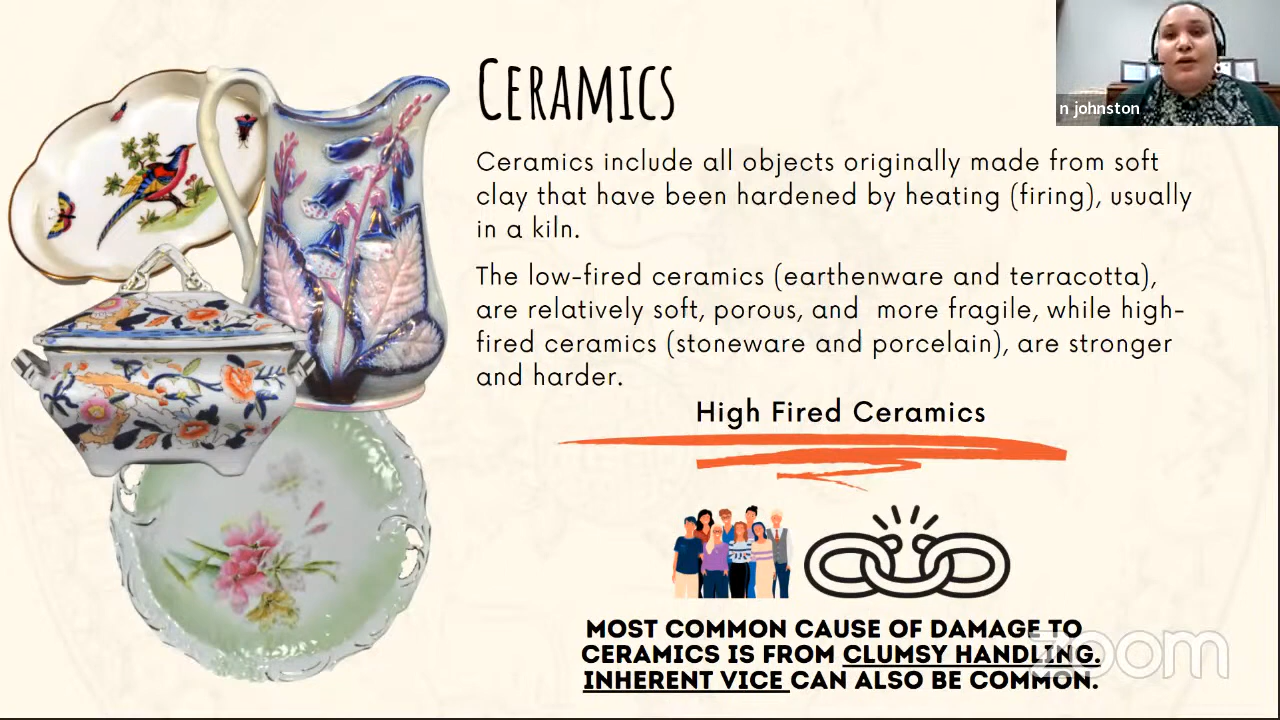 CERAMICS
n johnston
Ceramics include all objects originally made from soft
clay that have been hardened by heating (firing), usually
in a kiln.
The low-fired ceramics (earthenware and terracotta),
are relatively soft, porous, and more fragile, while high-
fired ceramics (stoneware and porcelain), are stronger
and harder.
High Fired Ceramics
MOST COMMON CAUSE OF DAMAGE TO
CERAMICS IS FROM CLUMSY HANDLING.
INHERENT VICE CAN ALSO BE COMMON.
zoom